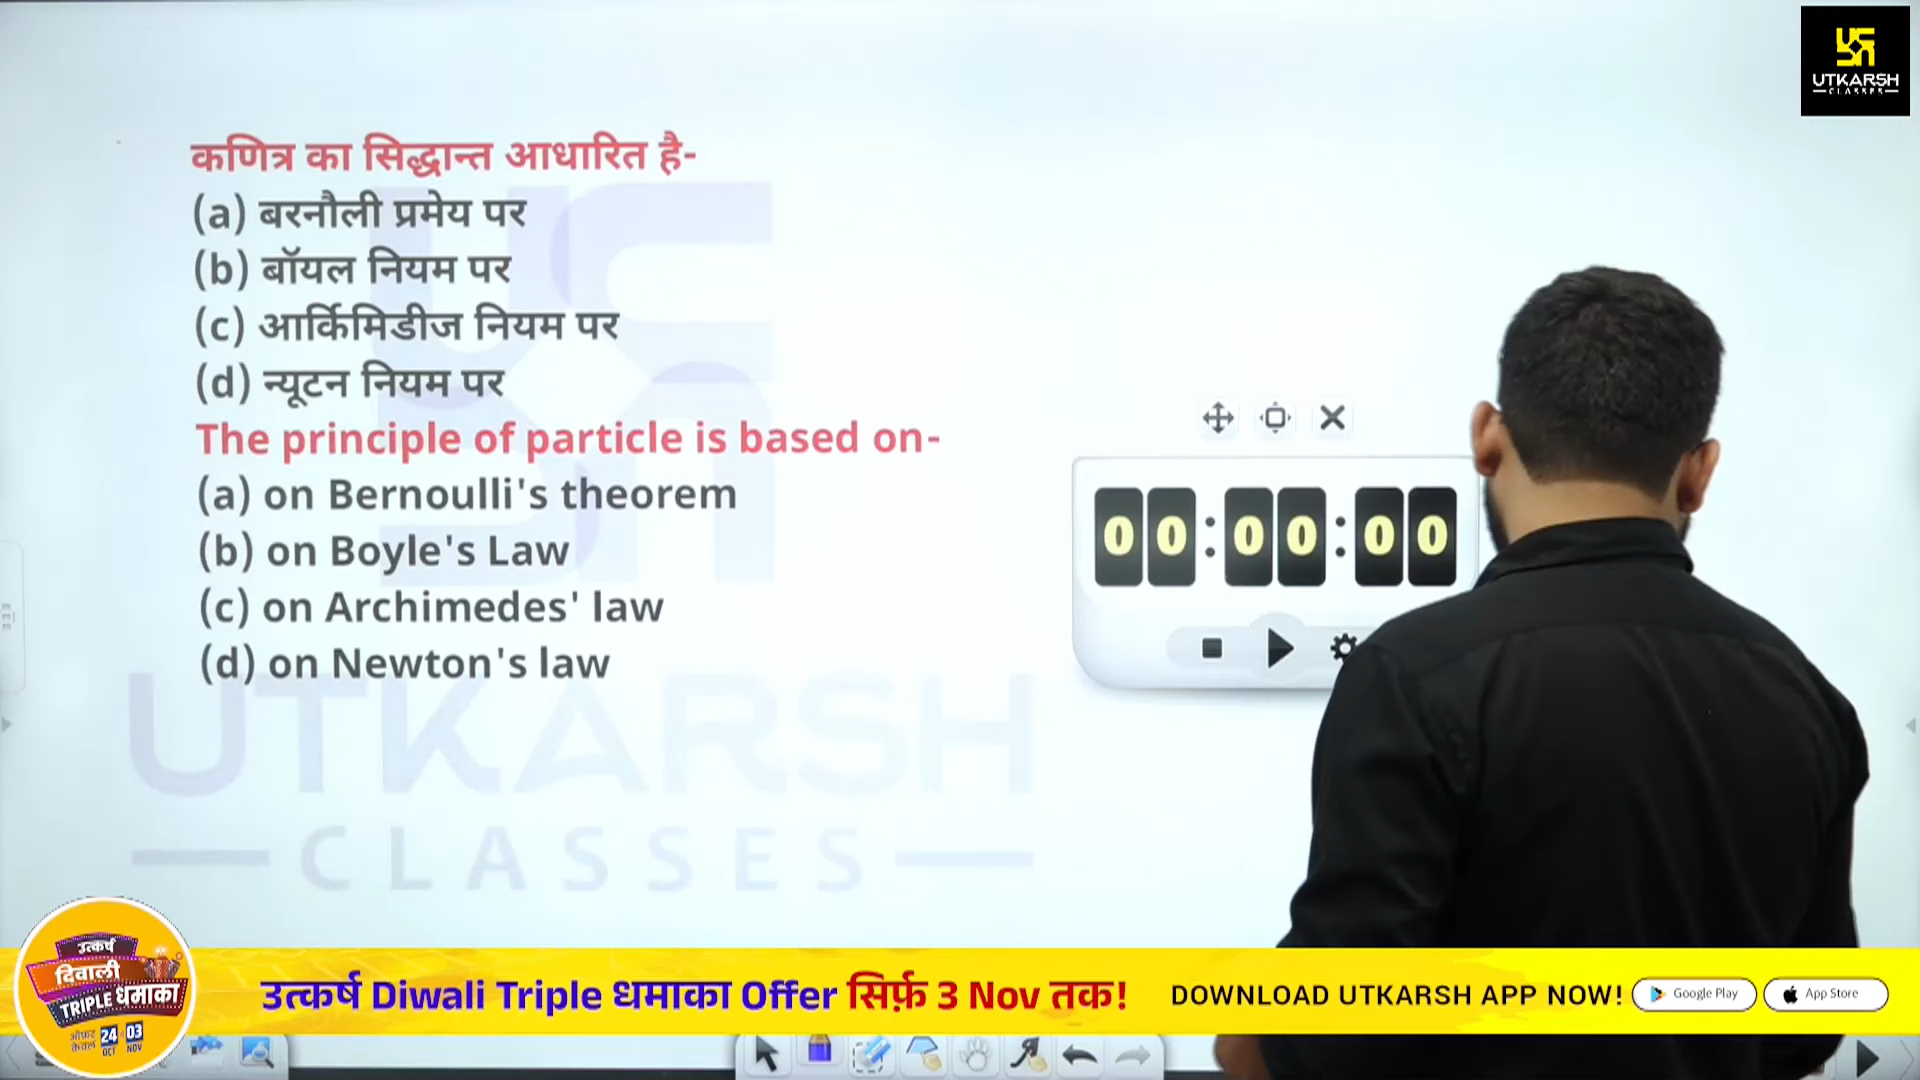 UTKARSH
CLASSES
कणित्र का सिद्धान्त आधारित है-
(a) बरनौली प्रमेय पर
(b) बॉयल नियम पर
(c) आर्किमिडीज नियम पर
(d) न्यूटन नियम पर
The principle of particle is based on-
(a) on Bernoulli's theorem
(b) on Boyle's Law
(c) on Archimedes' law
(d) on Newton's law
00:00:00
UTKARSH
CLASSES
उत्कर्ष
दिवाली
TRIPLE धमाका
ऑफर केवल 24 OCT 03 NOV
उत्कर्ष Diwali Triple धमाका Offer सिर्फ़ 3 Nov तक!
DOWNLOAD UTKARSH APP NOW!
Google Play
App Store